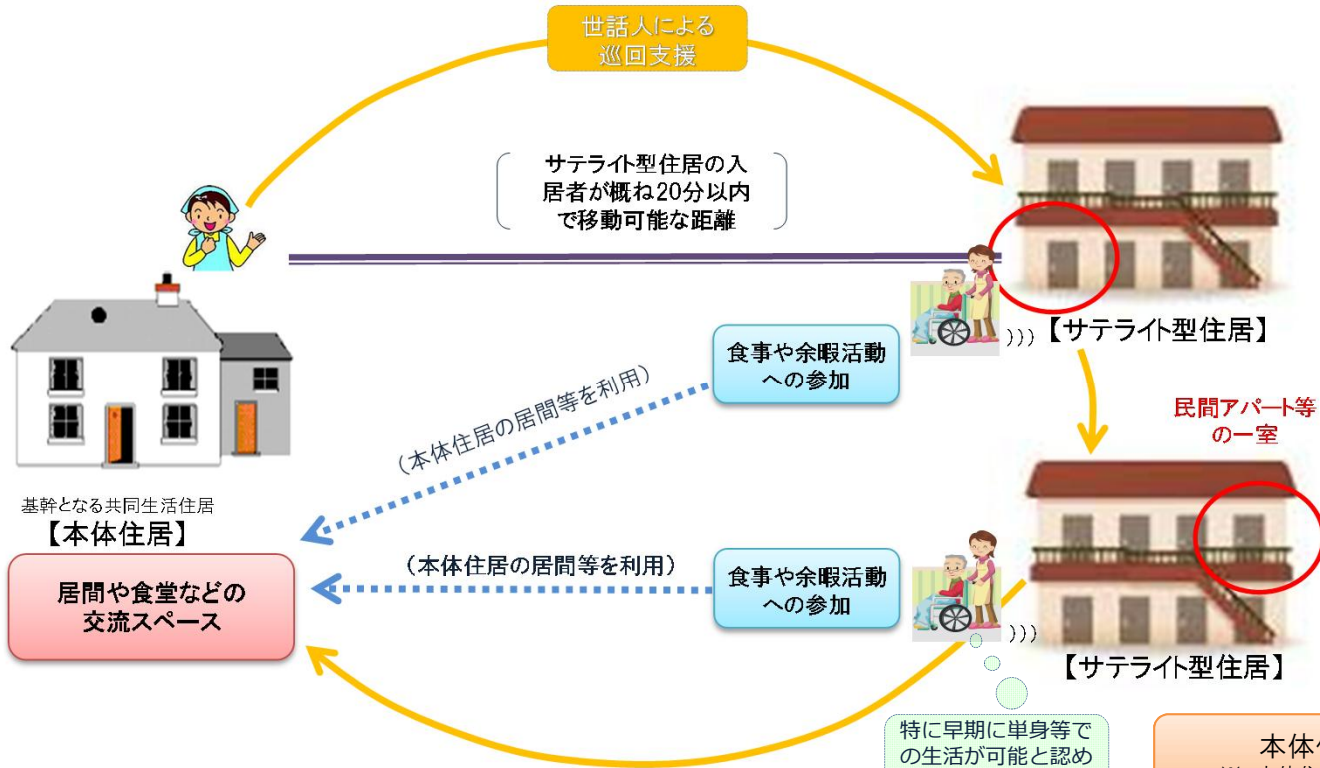 世話人による
巡回支援
サテライト型住居の入
居者が概ね20分以内
で移動可能な距離
【サテライト型住居】
食事や余暇活動
への参加
(本体住居の居間等を利用)
民間アパート等
の一室
基幹となる共同生活住居
【本体住居】
居間や食堂などの
交流スペース
(本体住居の居間等を利用)
食事や余暇活動
への参加
【サテライト型住居】
特に早期に単身等で
の生活が可能と認め
本体